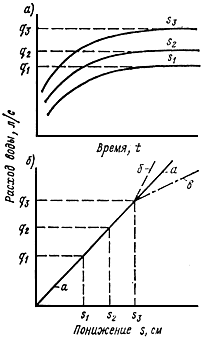 а)
q3
q2
q1
s3
s2
s1
Время, t
Расход воды, л/с
б)
q3
q2
q1
б
а
в
а
s1 s2 s3
Понижение s, см